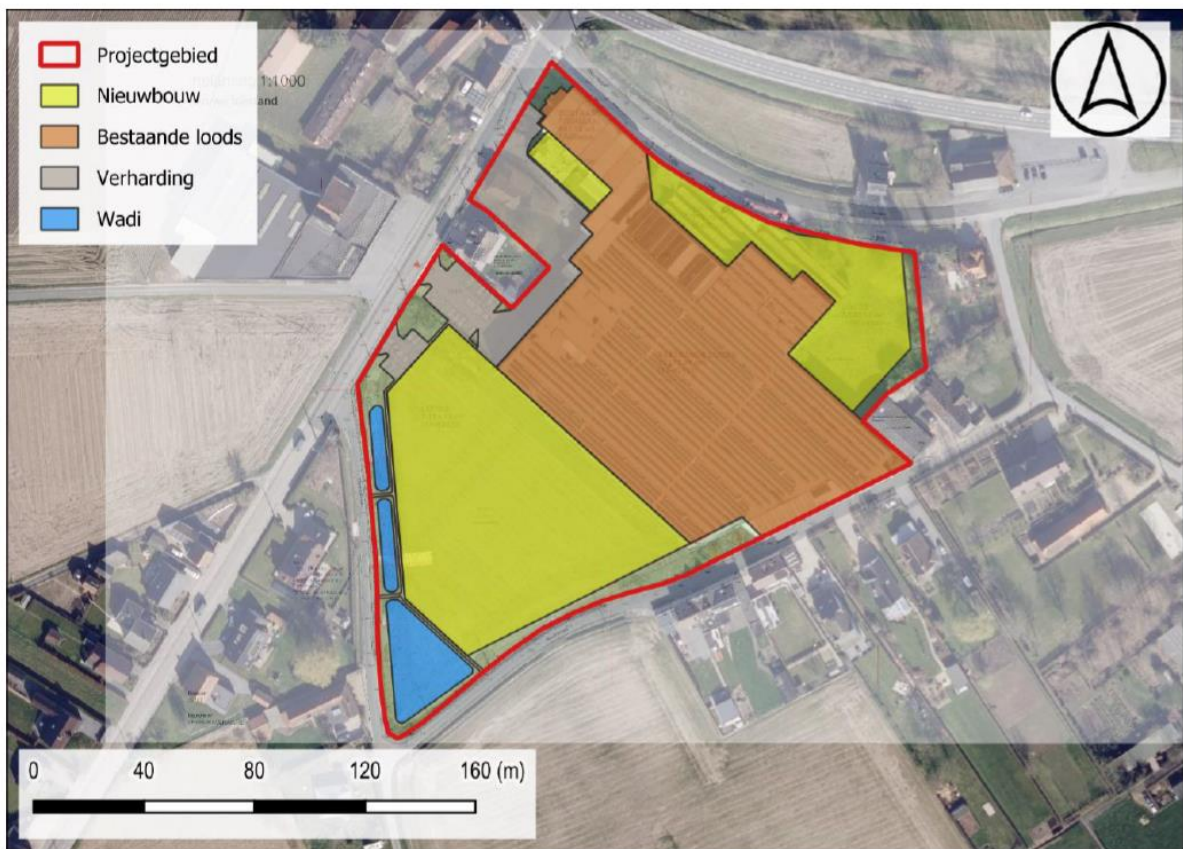 Projectgebied
Nieuwbouw
Bestaande loods
Verharding
Wadi
0 40 80 120 160 (m)